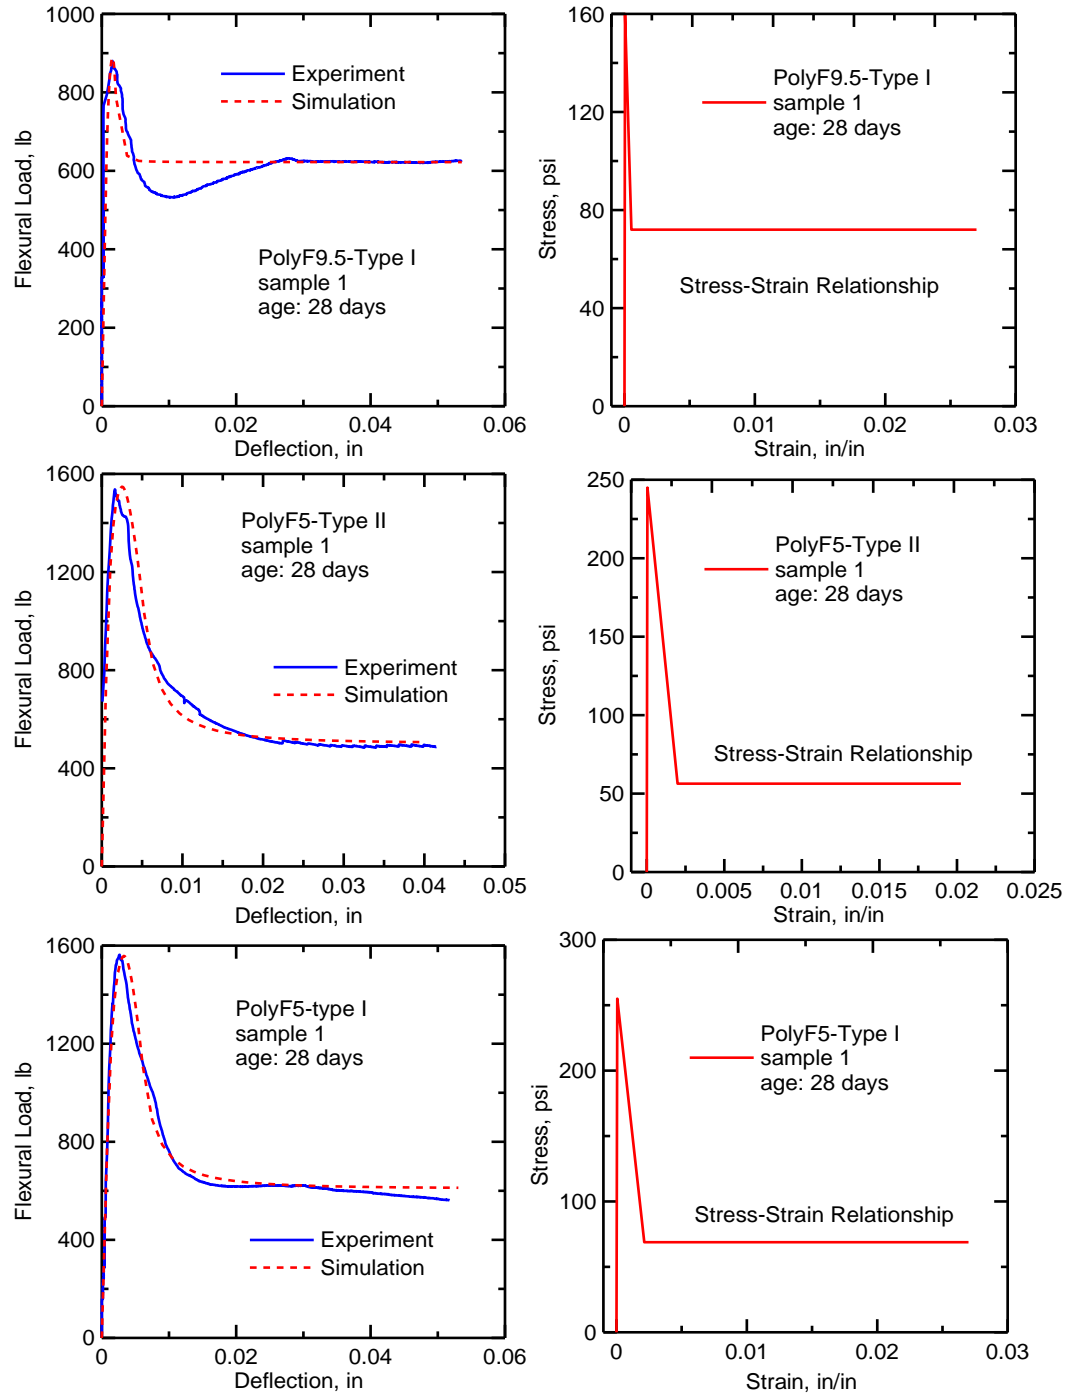 1000
800
600
400
200
0
Flexural Load, lb
Experiment
Simulation
PolyF9.5-Type I
sample 1
age: 28 days
0
0.02
0.04
0.06
Deflection, in
160
120
80
40
0
Stress, psi
PolyF9.5-Type I
sample 1
age: 28 days
Stress-Strain Relationship
0
0.01
0.02
0.03
Strain, in/in
1600
1200
800
400
0
Flexural Load, lb
PolyF5-Type II
sample 1
age: 28 days
Experiment
Simulation
0
0.01
0.02
0.03
0.04
0.05
Deflection, in
250
200
150
100
50
0
Stress, psi
PolyF5-Type II
sample 1
age: 28 days
Stress-Strain Relationship
0
0.005
0.01
0.015
0.02
0.025
Strain, in/in
1600
1200
800
400
0
Flexural Load, lb
PolyF5-type I
sample 1
age: 28 days
Experiment
Simulation
0
0.02
0.04
0.06
Deflection, in
300
200
100
0
Stress, psi
PolyF5-Type I
sample 1
age: 28 days
Stress-Strain Relationship
0
0.01
0.02
0.03
Strain, in/in